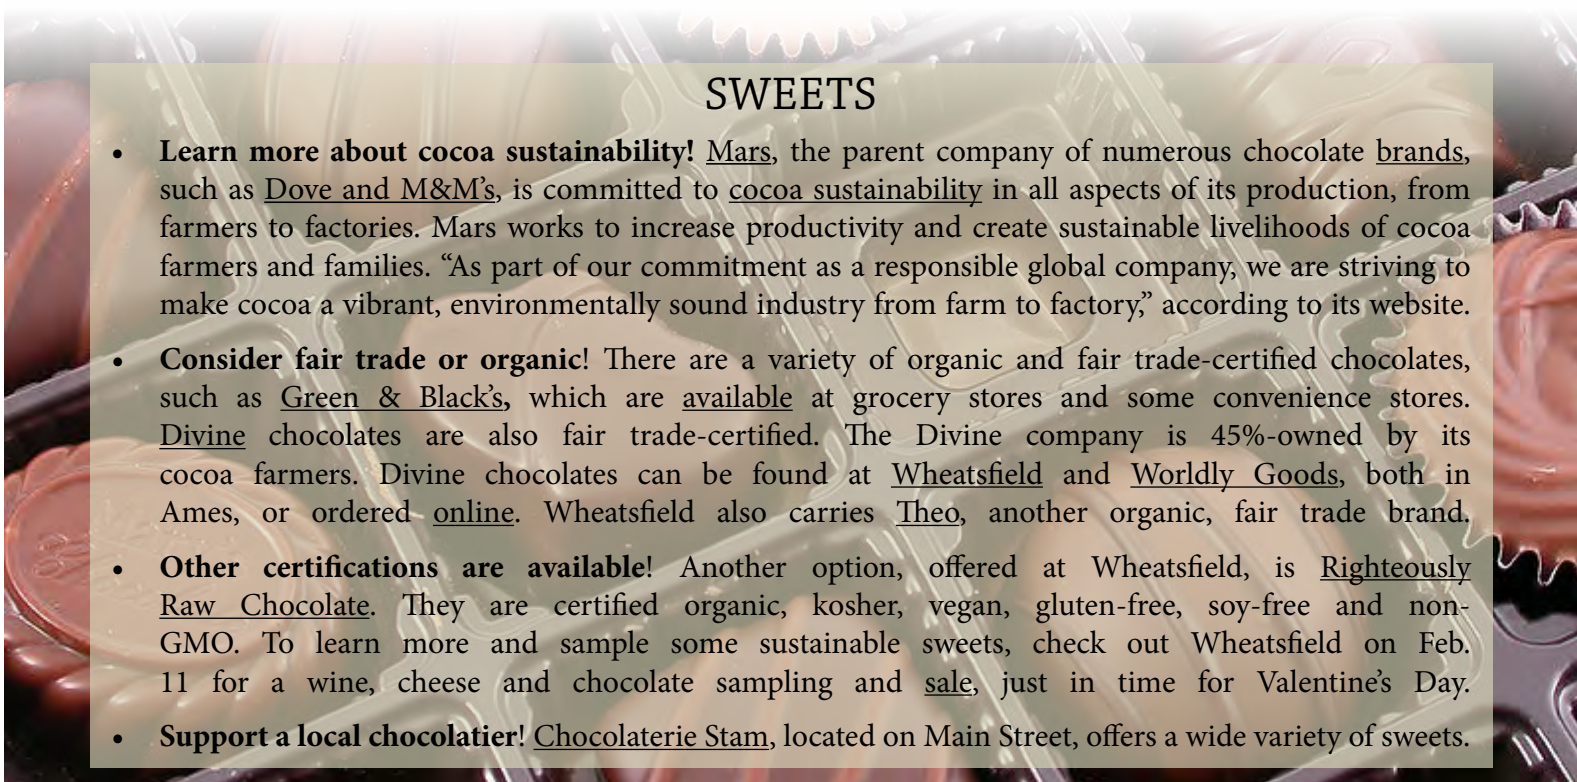 SWEETS
• Learn more about cocoa sustainability! Mars, the parent company of numerous chocolate brands,
such as Dove and M&M's, is committed to cocoa sustainability in all aspects of its production, from
farmers to factories. Mars works to increase productivity and create sustainable livelihoods of cocoa
farmers and families. “As part of our commitment as a responsible global company, we are striving to
make cocoa a vibrant, environmentally sound industry from farm to factory,” according to its website.
• Consider fair trade or organic! There are a variety of organic and fair trade-certified chocolates,
such as Green & Black's, which are available at grocery stores and some convenience stores.
Divine chocolates are also fair trade-certified. The Divine company is 45%-owned by its
cocoa farmers. Divine chocolates can be found at Wheatsfield and Worldly Goods, both in
Ames, or ordered online. Wheatsfield also carries Theo, another organic, fair trade brand.
• Other certifications are available! Another option, offered at Wheatsfield, is Righteously
Raw Chocolate. They are certified organic, kosher, vegan, gluten-free, soy-free and non-
GMO. To learn more and sample some sustainable sweets, check out Wheatsfield on Feb.
11 for a wine, cheese and chocolate sampling and sale, just in time for Valentine's Day.
• Support a local chocolatier! Chocolaterie Stam, located on Main Street, offers a wide variety of sweets.